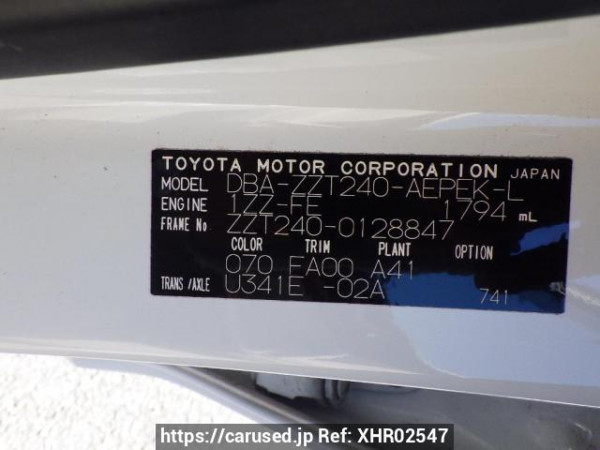 TOYOTA MOTOR CORPORATION JAPAN
MODEL DBA-ZZT240-AEPEK-L
ENGINE 1ZZ-FE 1794 mL
FRAME No ZZT240-0128847
COLOR TRIM PLANT OPTION
070 FA00 A41
TRANS/AXLE U341E -02A 741
https://carused.jp Ref: XHR02547